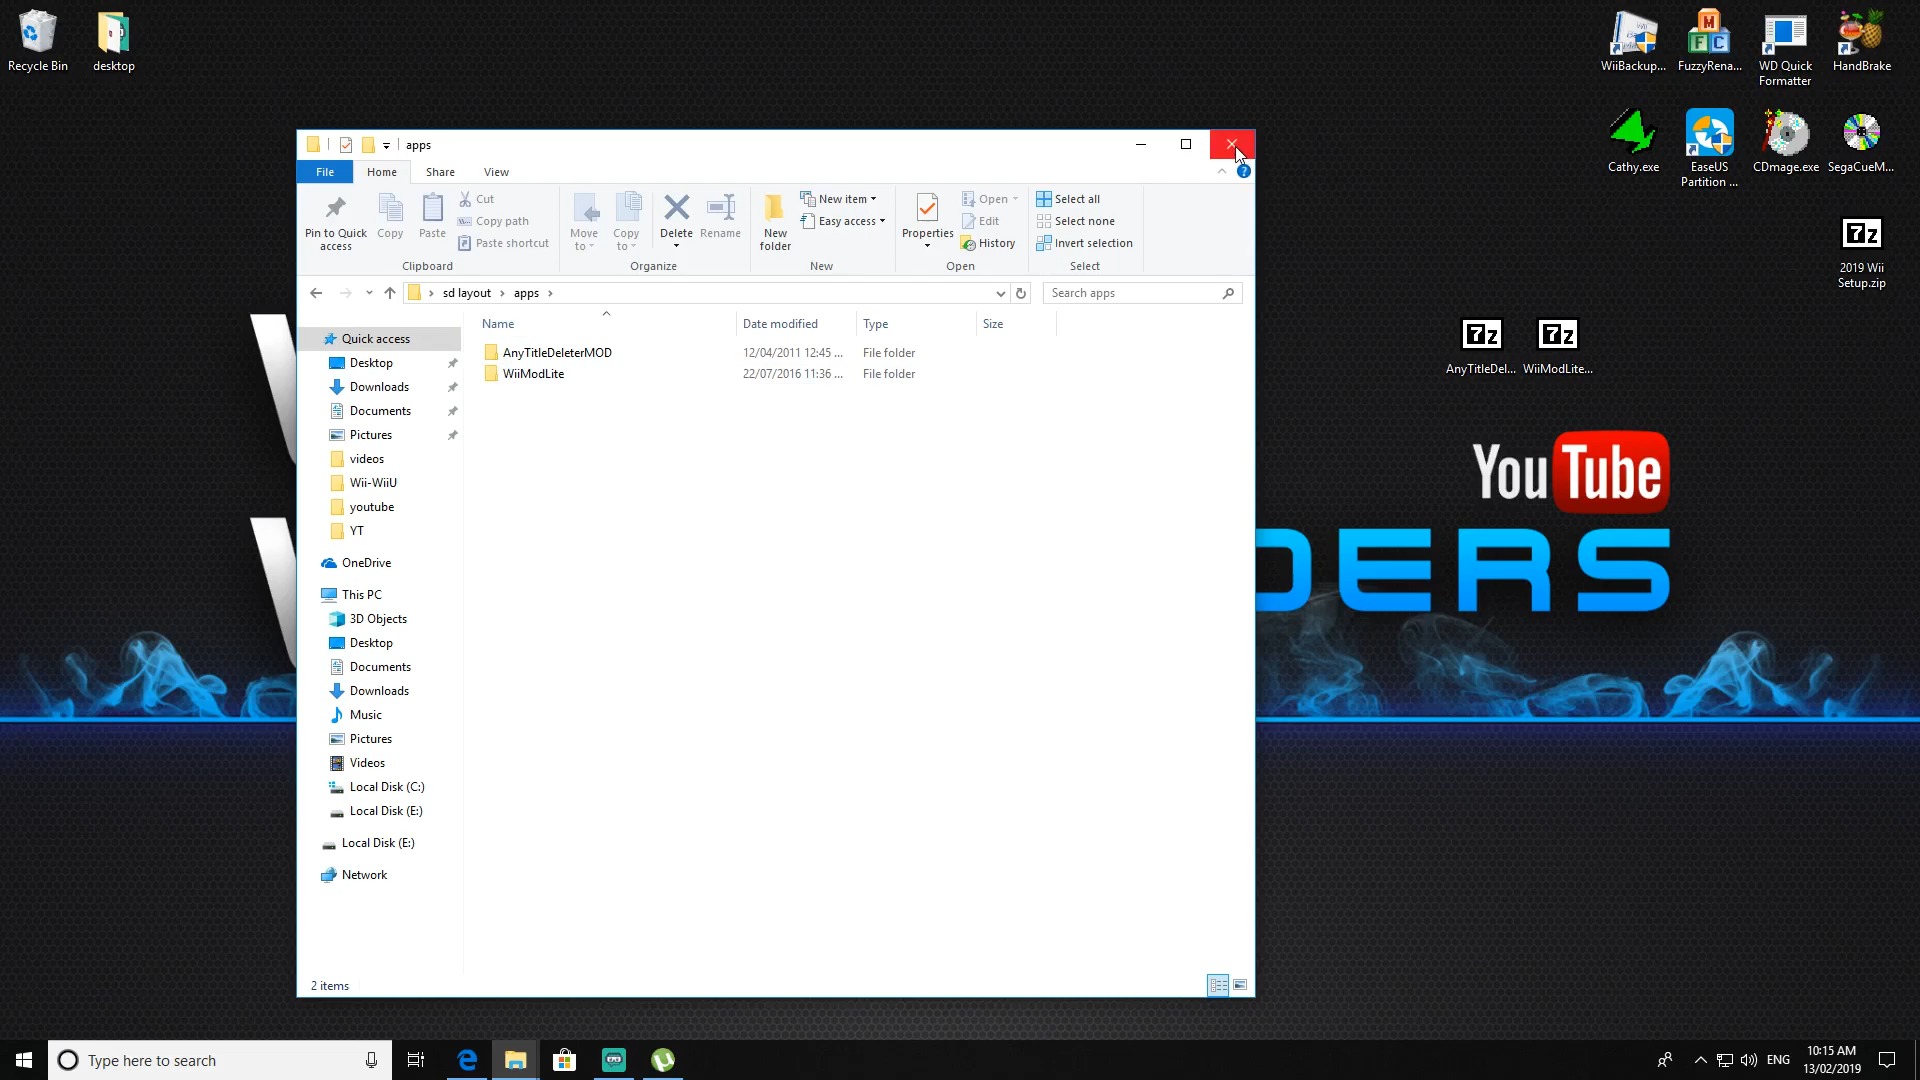 Recycle Bin
desktop
WiiBackup...
FuzzyRena...
WD Quick
Formatter
HandBrake
Cathy.exe
EaseUS
Partition ...
CDmage.exe
SegaCueM...
7z
2019 Wii
Setup.zip
7z
7z
AnyTitleDel...
WiiModLite...
YouTube
DERS
apps
File
Home
Share
View
Pin to Quick
access
Copy
Paste
Cut
Copy path
Paste shortcut
Clipboard
Move
to
Copy
to
Delete
Rename
Organize
New
folder
New item
Easy access
New
Properties
Open
Edit
History
Open
Select all
Select none
Invert selection
Select
sd layout
apps
Search apps
Name
Date modified
Type
Size
AnyTitleDeleterMOD
12/04/2011 12:45 ...
File folder
WiiModLite
22/07/2016 11:36 ...
File folder
Quick access
Desktop
Downloads
Documents
Pictures
videos
Wii-WiiU
youtube
YT
OneDrive
This PC
3D Objects
Desktop
Documents
Downloads
Music
Pictures
Videos
Local Disk (C:)
Local Disk (E:)
Local Disk (E:)
Network
2 items
Type here to search
ENG
10:15 AM
13/02/2019